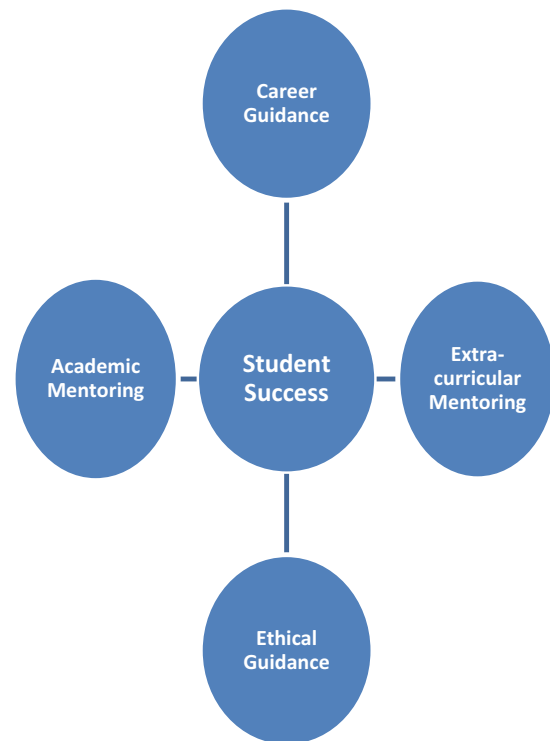 Career
Guidance
Academic
Mentoring
Student
Success
Extra-
curricular
Mentoring
Ethical
Guidance